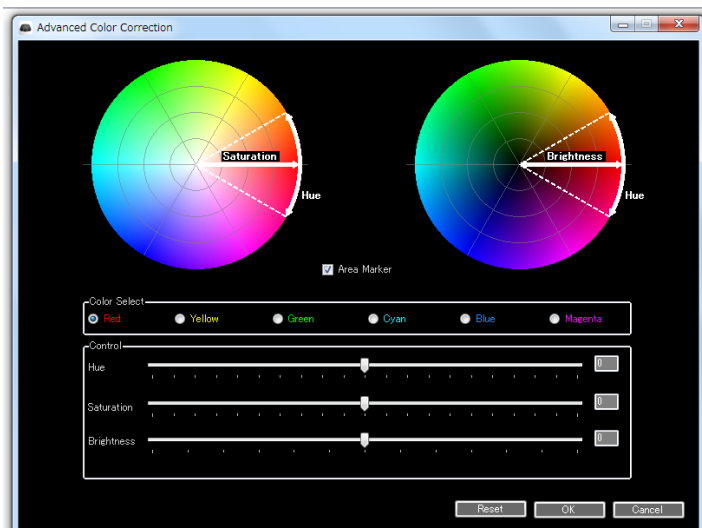 Advanced Color Correction
Saturation
Hue
Brightness
Hue
Area Marker
Color Select
Red Yellow Green Cyan Blue Magenta
Control
Hue 0
Saturation 0
Brightness 0
Reset OK Cancel